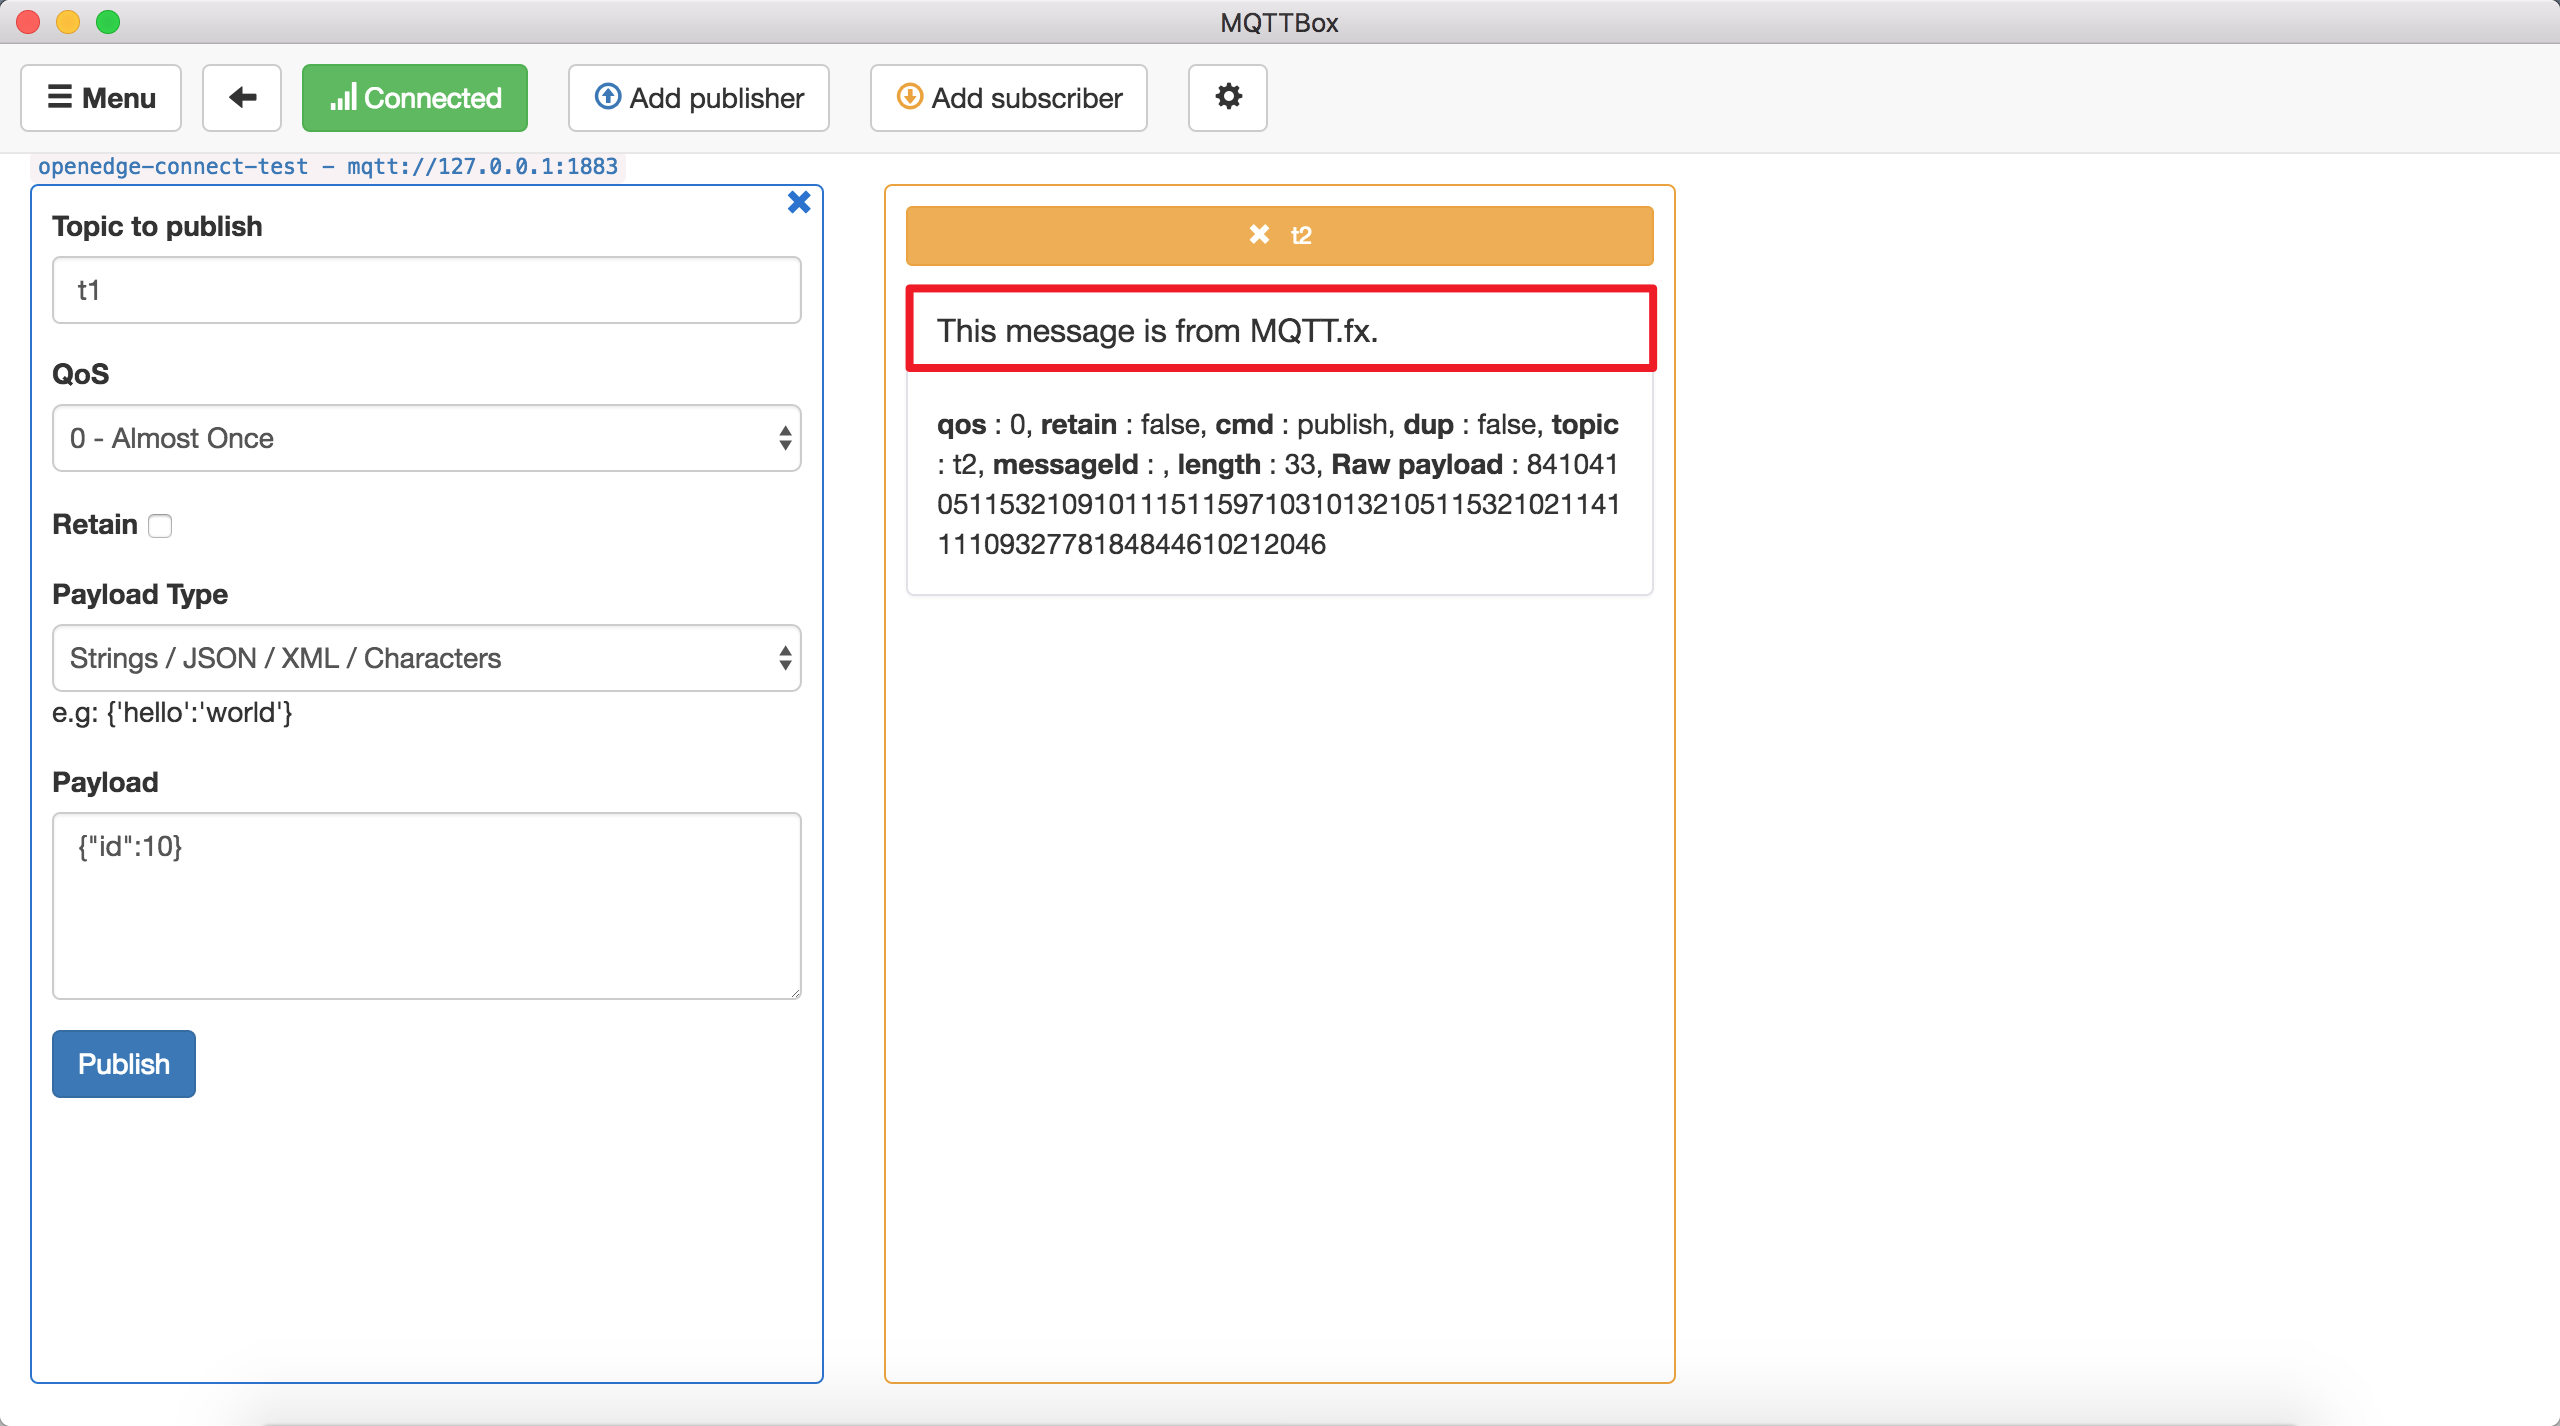 MQTTBox
Menu
Connected
Add publisher
Add subscriber
openedge-connect-test - mqtt://127.0.0.1:1883
Topic to publish
t1
QoS
0 - Almost Once
Retain
Payload Type
Strings / JSON / XML / Characters
e.g: {'hello':'world'}
Payload
{"id":10}
Publish
t2
This message is from MQTT.fx.
qos : 0, retain : false, cmd : publish, dup : false, topic
: t2, messageId : , length : 33, Raw payload : 841041
05115321091011151159710310132105115321021141
1110932778184844610212046